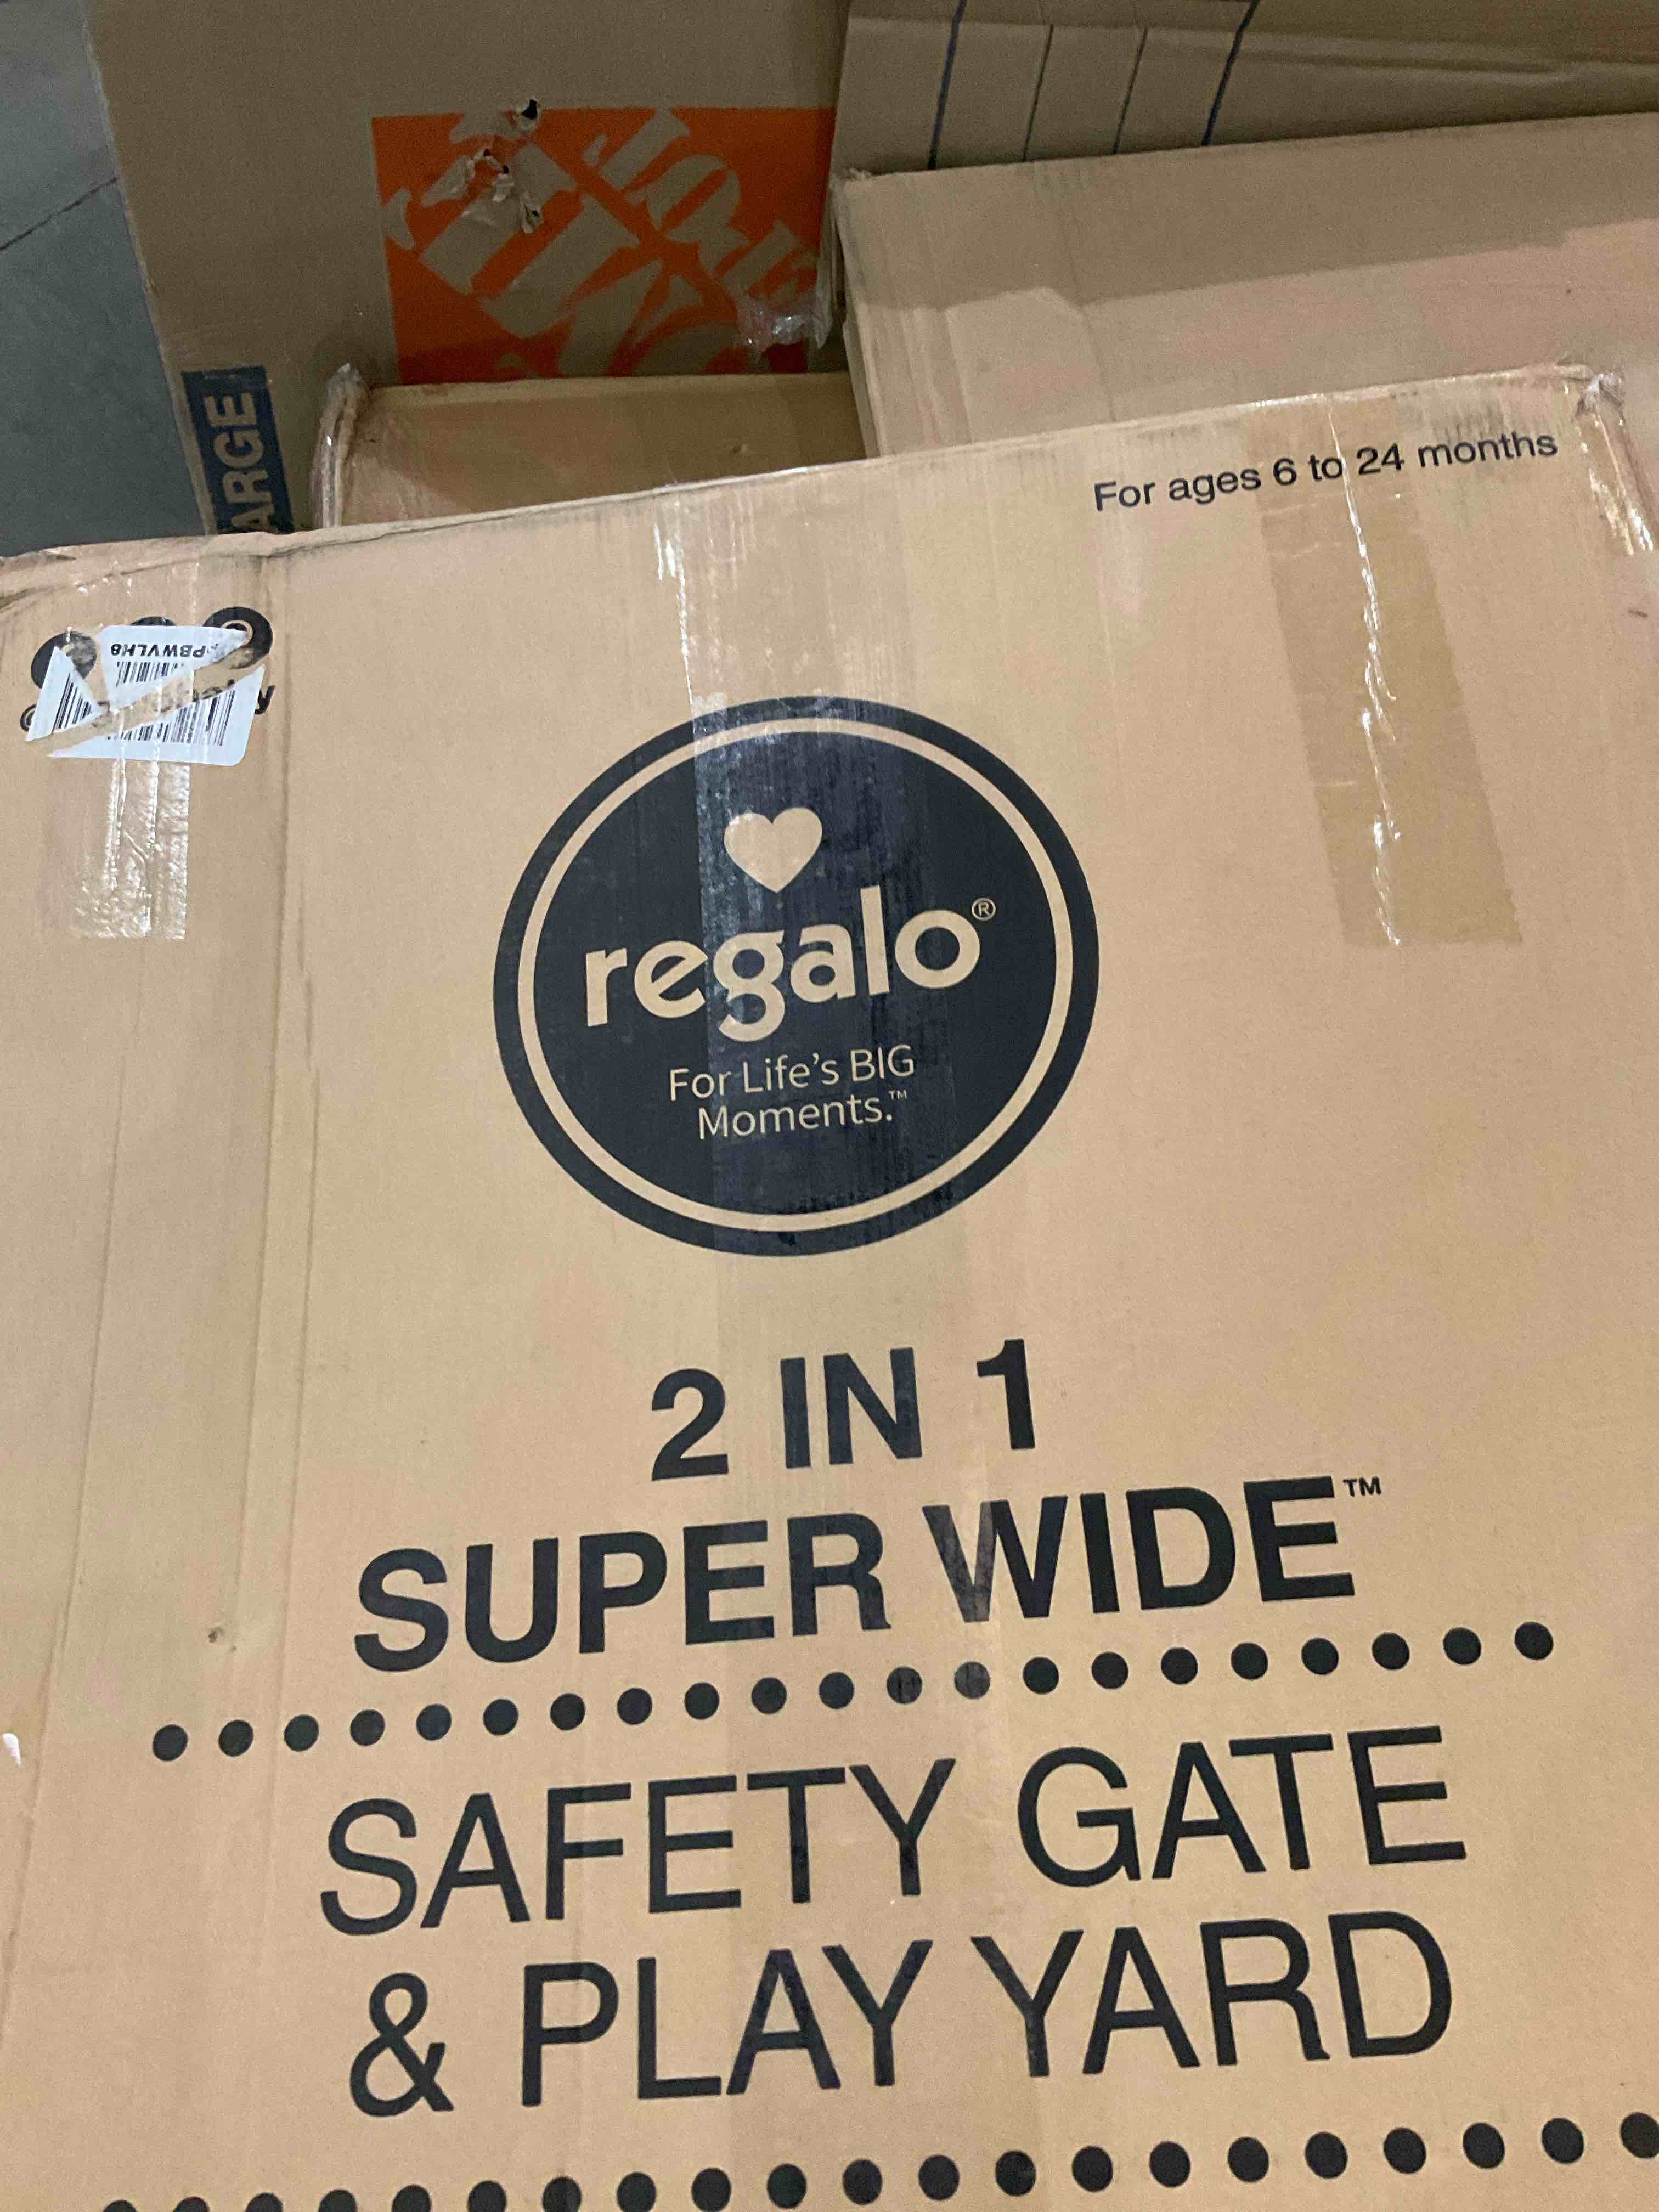 ARGE
For ages 6 to 24 months
PBWVLH8
regalo®
For Life's BIG
Moments.™
2 IN 1
SUPER WIDE™
SAFETY GATE
& PLAY YARD